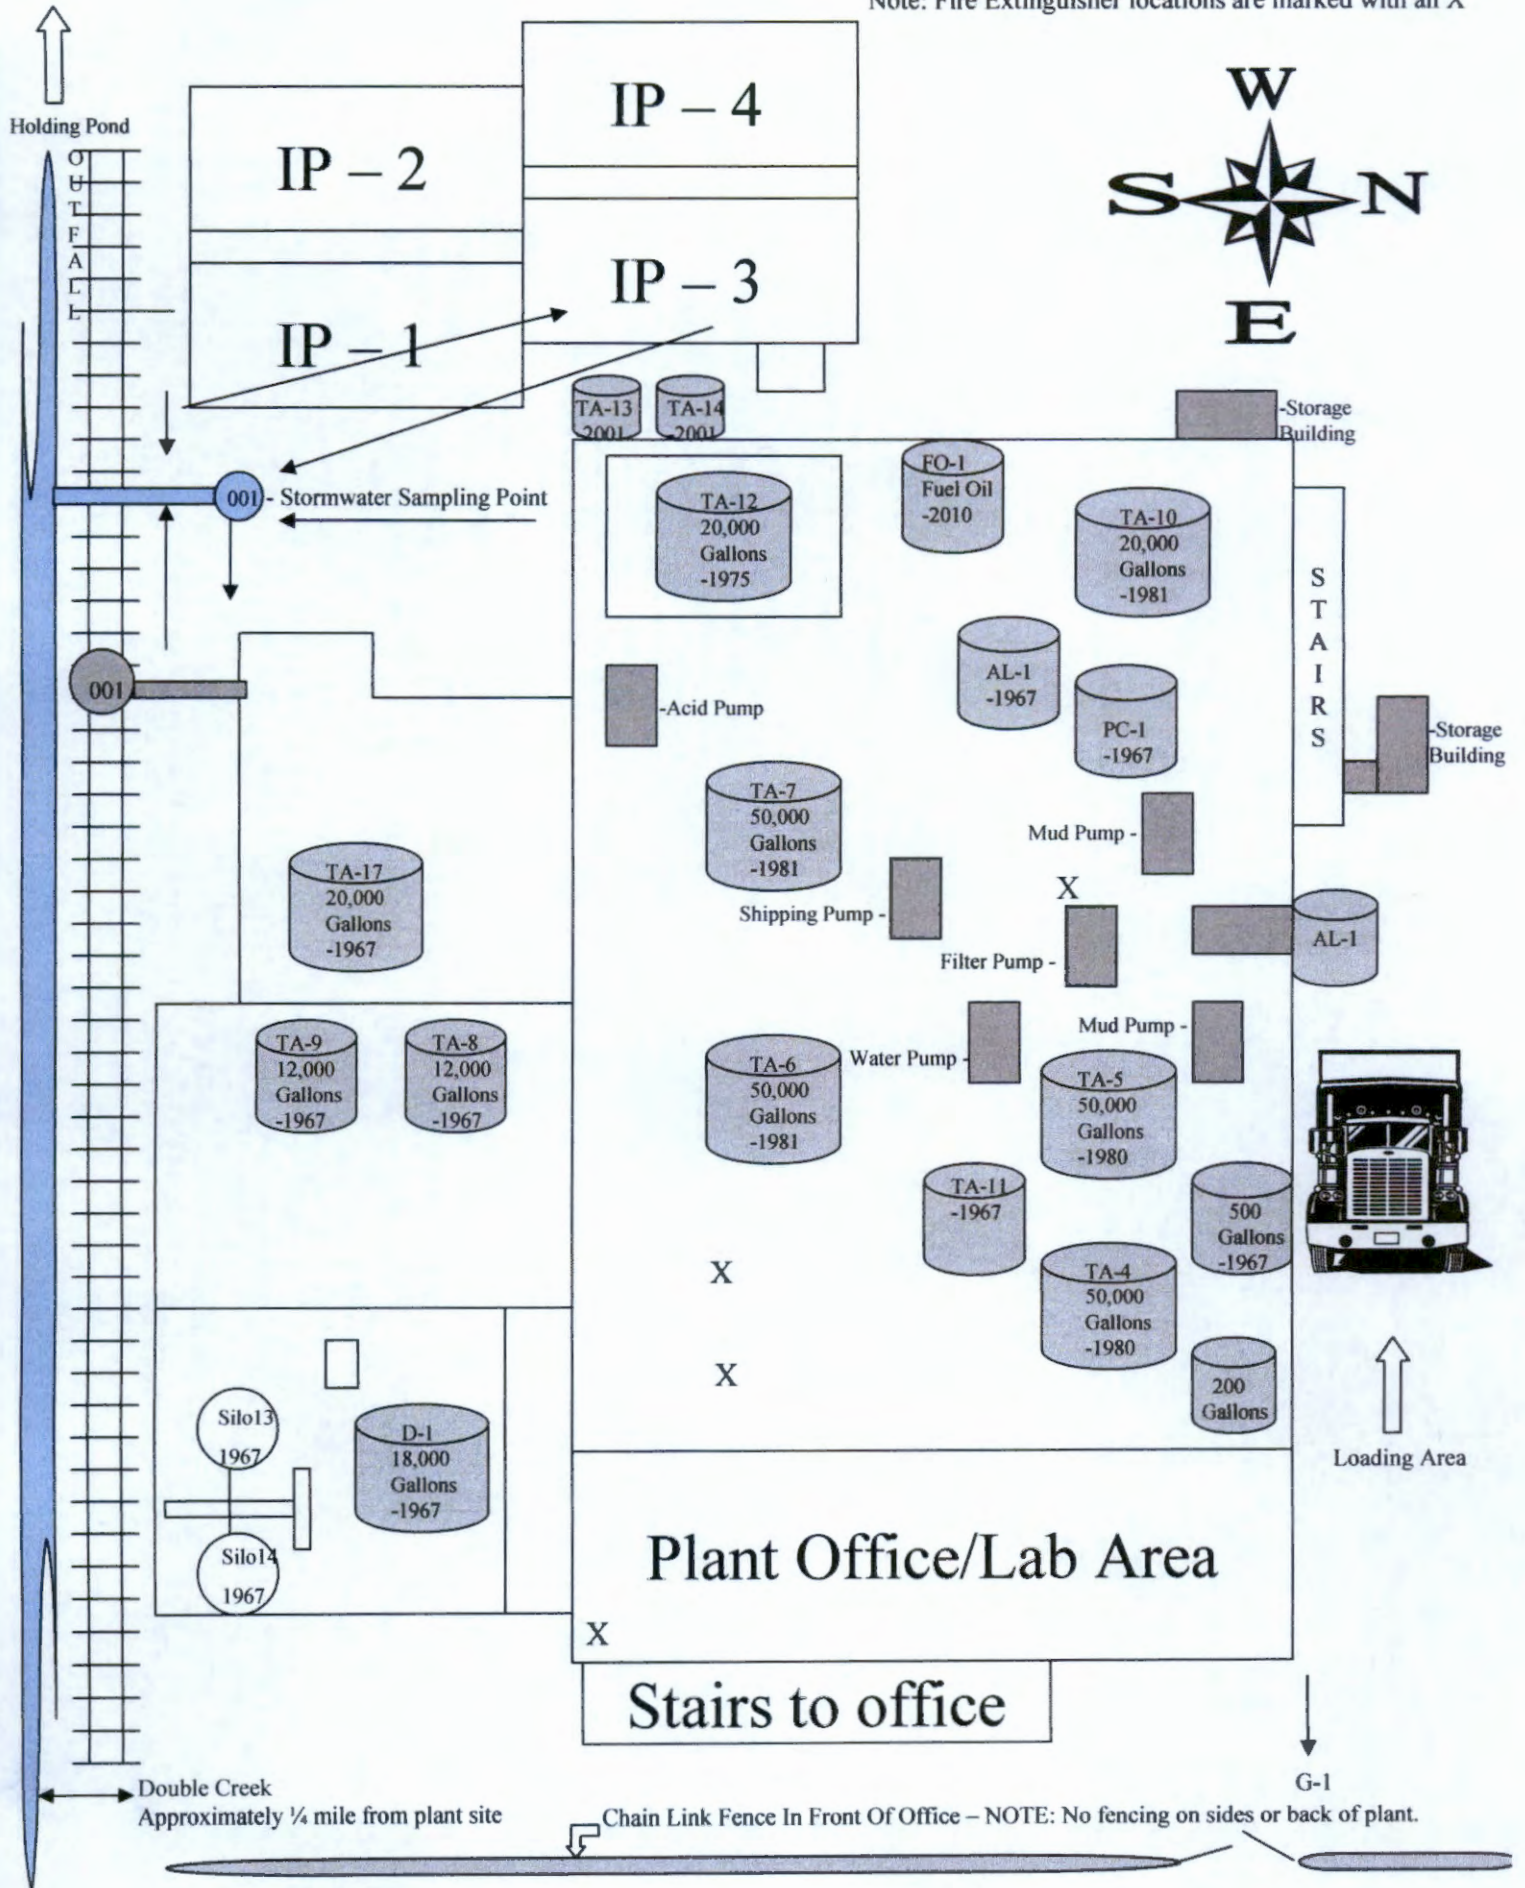 Note: Fire Extinguisher locations are marked with an X
Holding Pond
OUTFALL
IP – 2
IP – 4
IP – 1
IP – 3
W
S
N
E
TA-13
-2001
TA-14
-2001
-Storage
Building
001
- Stormwater Sampling Point
TA-12
20,000
Gallons
-1975
FO-1
Fuel Oil
-2010
TA-10
20,000
Gallons
-1981
STAIRS
001
-Acid Pump
AL-1
-1967
PC-1
-1967
-Storage
Building
TA-7
50,000
Gallons
-1981
Mud Pump -
X
Shipping Pump -
Filter Pump -
AL-1
TA-17
20,000
Gallons
-1967
TA-9
12,000
Gallons
-1967
TA-8
12,000
Gallons
-1967
TA-6
50,000
Gallons
-1981
Water Pump -
Mud Pump -
TA-5
50,000
Gallons
-1980
TA-11
-1967
500
Gallons
-1967
X
TA-4
50,000
Gallons
-1980
X
200
Gallons
Loading Area
Silo13
1967
D-1
18,000
Gallons
-1967
Silo14
1967
Plant Office/Lab Area
X
Stairs to office
G-1
Double Creek
Approximately ¼ mile from plant site
Chain Link Fence In Front Of Office – NOTE: No fencing on sides or back of plant.